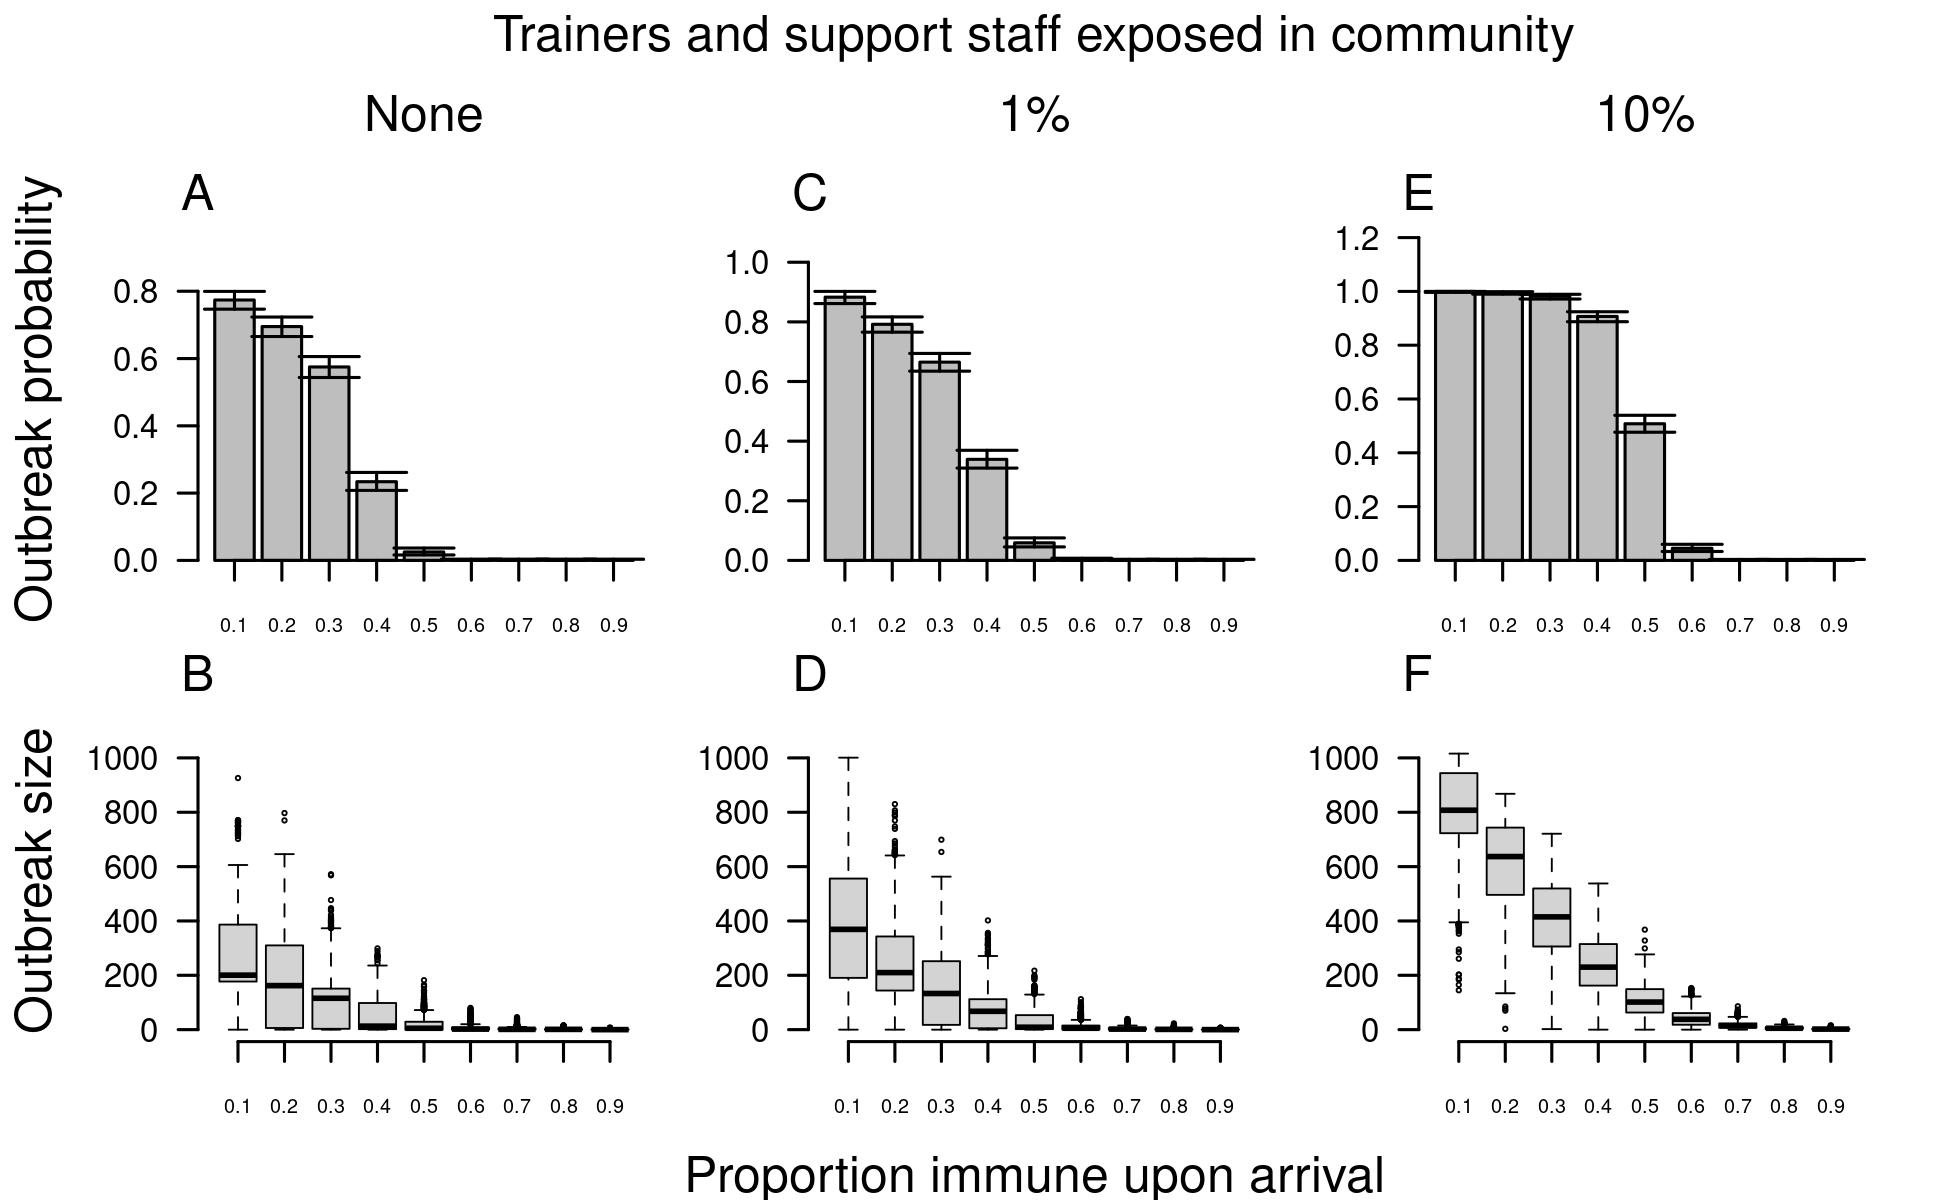 Trainers and support staff exposed in community
None 1% 10%
A C E
Outbreak probability
0.8
0.6
0.4
0.2
0.0
1.0
0.8
0.6
0.4
0.2
0.0
1.2
1.0
0.8
0.6
0.4
0.2
0.0
0.1 0.2 0.3 0.4 0.5 0.6 0.7 0.8 0.9
0.1 0.2 0.3 0.4 0.5 0.6 0.7 0.8 0.9
0.1 0.2 0.3 0.4 0.5 0.6 0.7 0.8 0.9
B D F
Outbreak size
1000
800
600
400
200
0
1000
800
600
400
200
0
1000
800
600
400
200
0
0.1 0.2 0.3 0.4 0.5 0.6 0.7 0.8 0.9
0.1 0.2 0.3 0.4 0.5 0.6 0.7 0.8 0.9
0.1 0.2 0.3 0.4 0.5 0.6 0.7 0.8 0.9
Proportion immune upon arrival